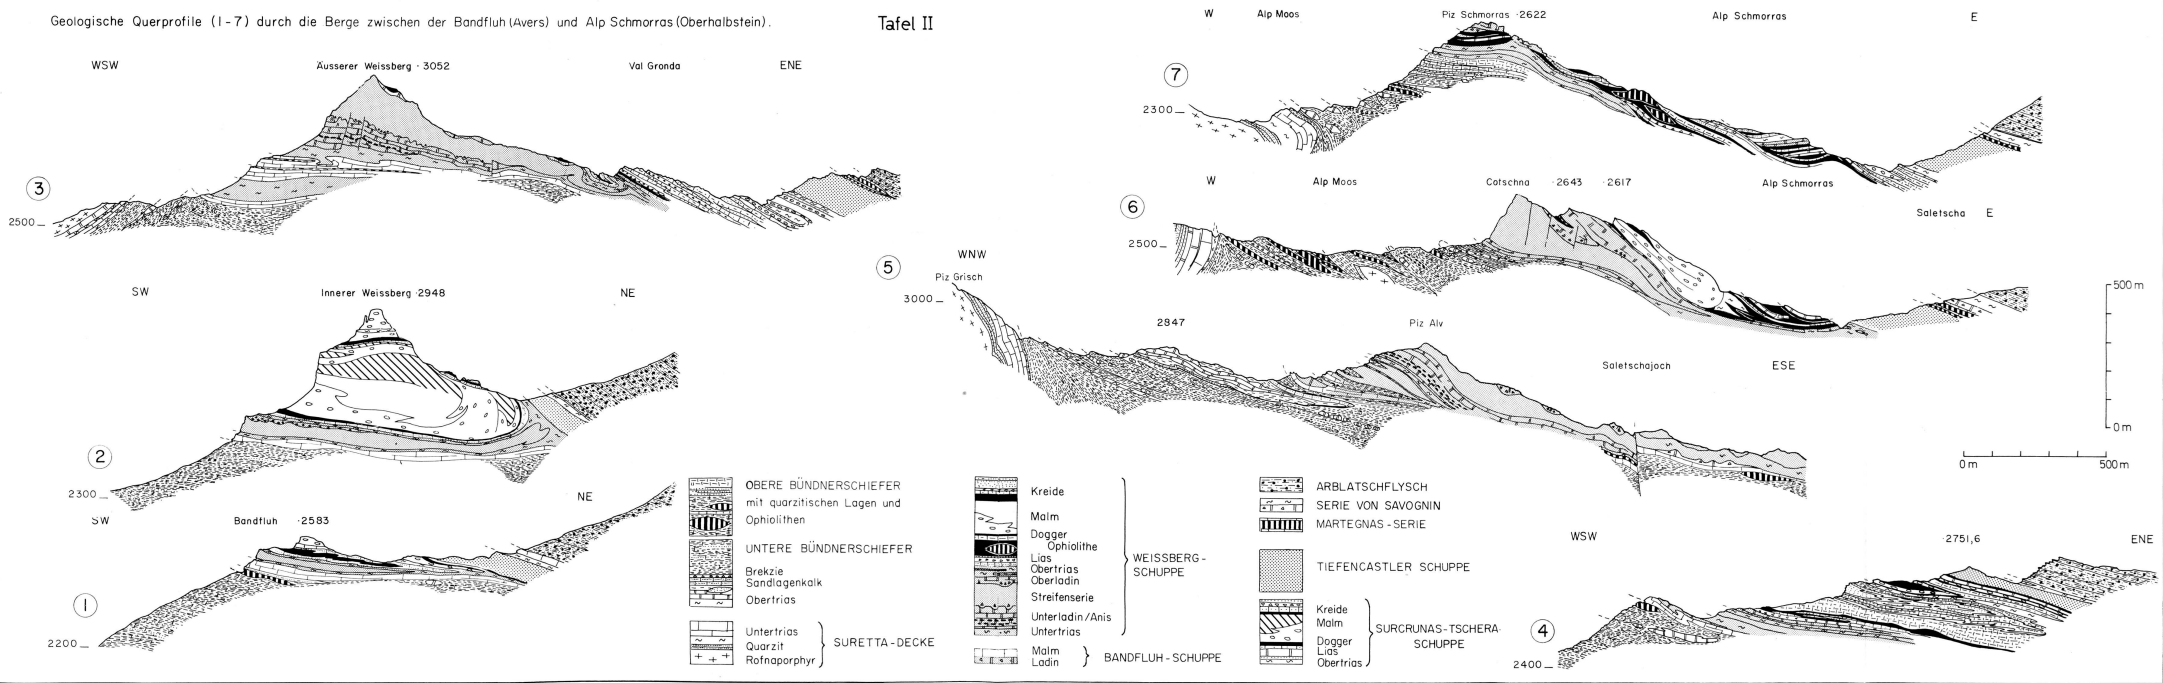 Geologische Querprofile (1-7) durch die Berge zwischen der Bandfluh (Avers) und Alp Schmorras (Oberhalbstein).
Tafel II
WSW Äusserer Weissberg · 3052 Val Gronda ENE
3
2500
SW Innerer Weissberg · 2948 NE
2
2300
SW Bandfluh · 2583 NE
1
2200
W Alp Moos Piz Schmorras · 2622 Alp Schmorras E
7
2300
W Alp Moos Cotschna · 2643 · 2617 Alp Schmorras Saletscha E
6
2500
WNW
5
Piz Grisch
3000
2847 Piz Alv Saletschajoch ESE
500 m
0 m
0 m 500 m
WSW · 2751,6 ENE
4
2400
OBERE BÜNDNERSCHIEFER
mit quarzitischen Lagen und
Ophiolithen
UNTERE BÜNDNERSCHIEFER
Brekzie
Sandlagenkalk
Obertrias
Untertrias
Quarzit
Rofnaporphyr
SURETTA-DECKE
Kreide
Malm
Dogger
Ophiolithe
Lias
Obertrias
Oberladin
Streifenserie
Unterladin/Anis
Untertrias
WEISSBERG-
SCHUPPE
Malm
Ladin
BANDFLUH-SCHUPPE
ARBLATSCHFLYSCH
SERIE VON SAVOGNIN
MARTEGNAS-SERIE
TIEFENCASTLER SCHUPPE
Kreide
Malm
Dogger
Lias
Obertrias
SURCRUNAS-TSCHERA-
SCHUPPE